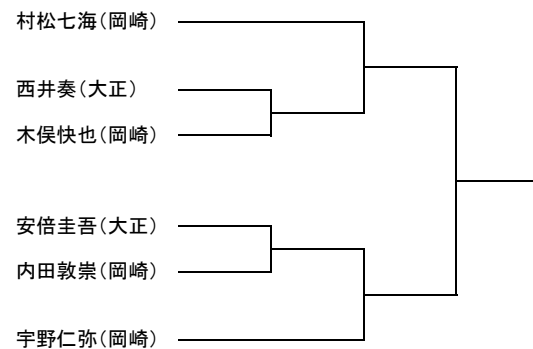 村松七海（岡崎）
西井奏（大正）
木俣快也（岡崎）
安倍圭吾（大正）
内田敦崇（岡崎）
宇野仁弥（岡崎）